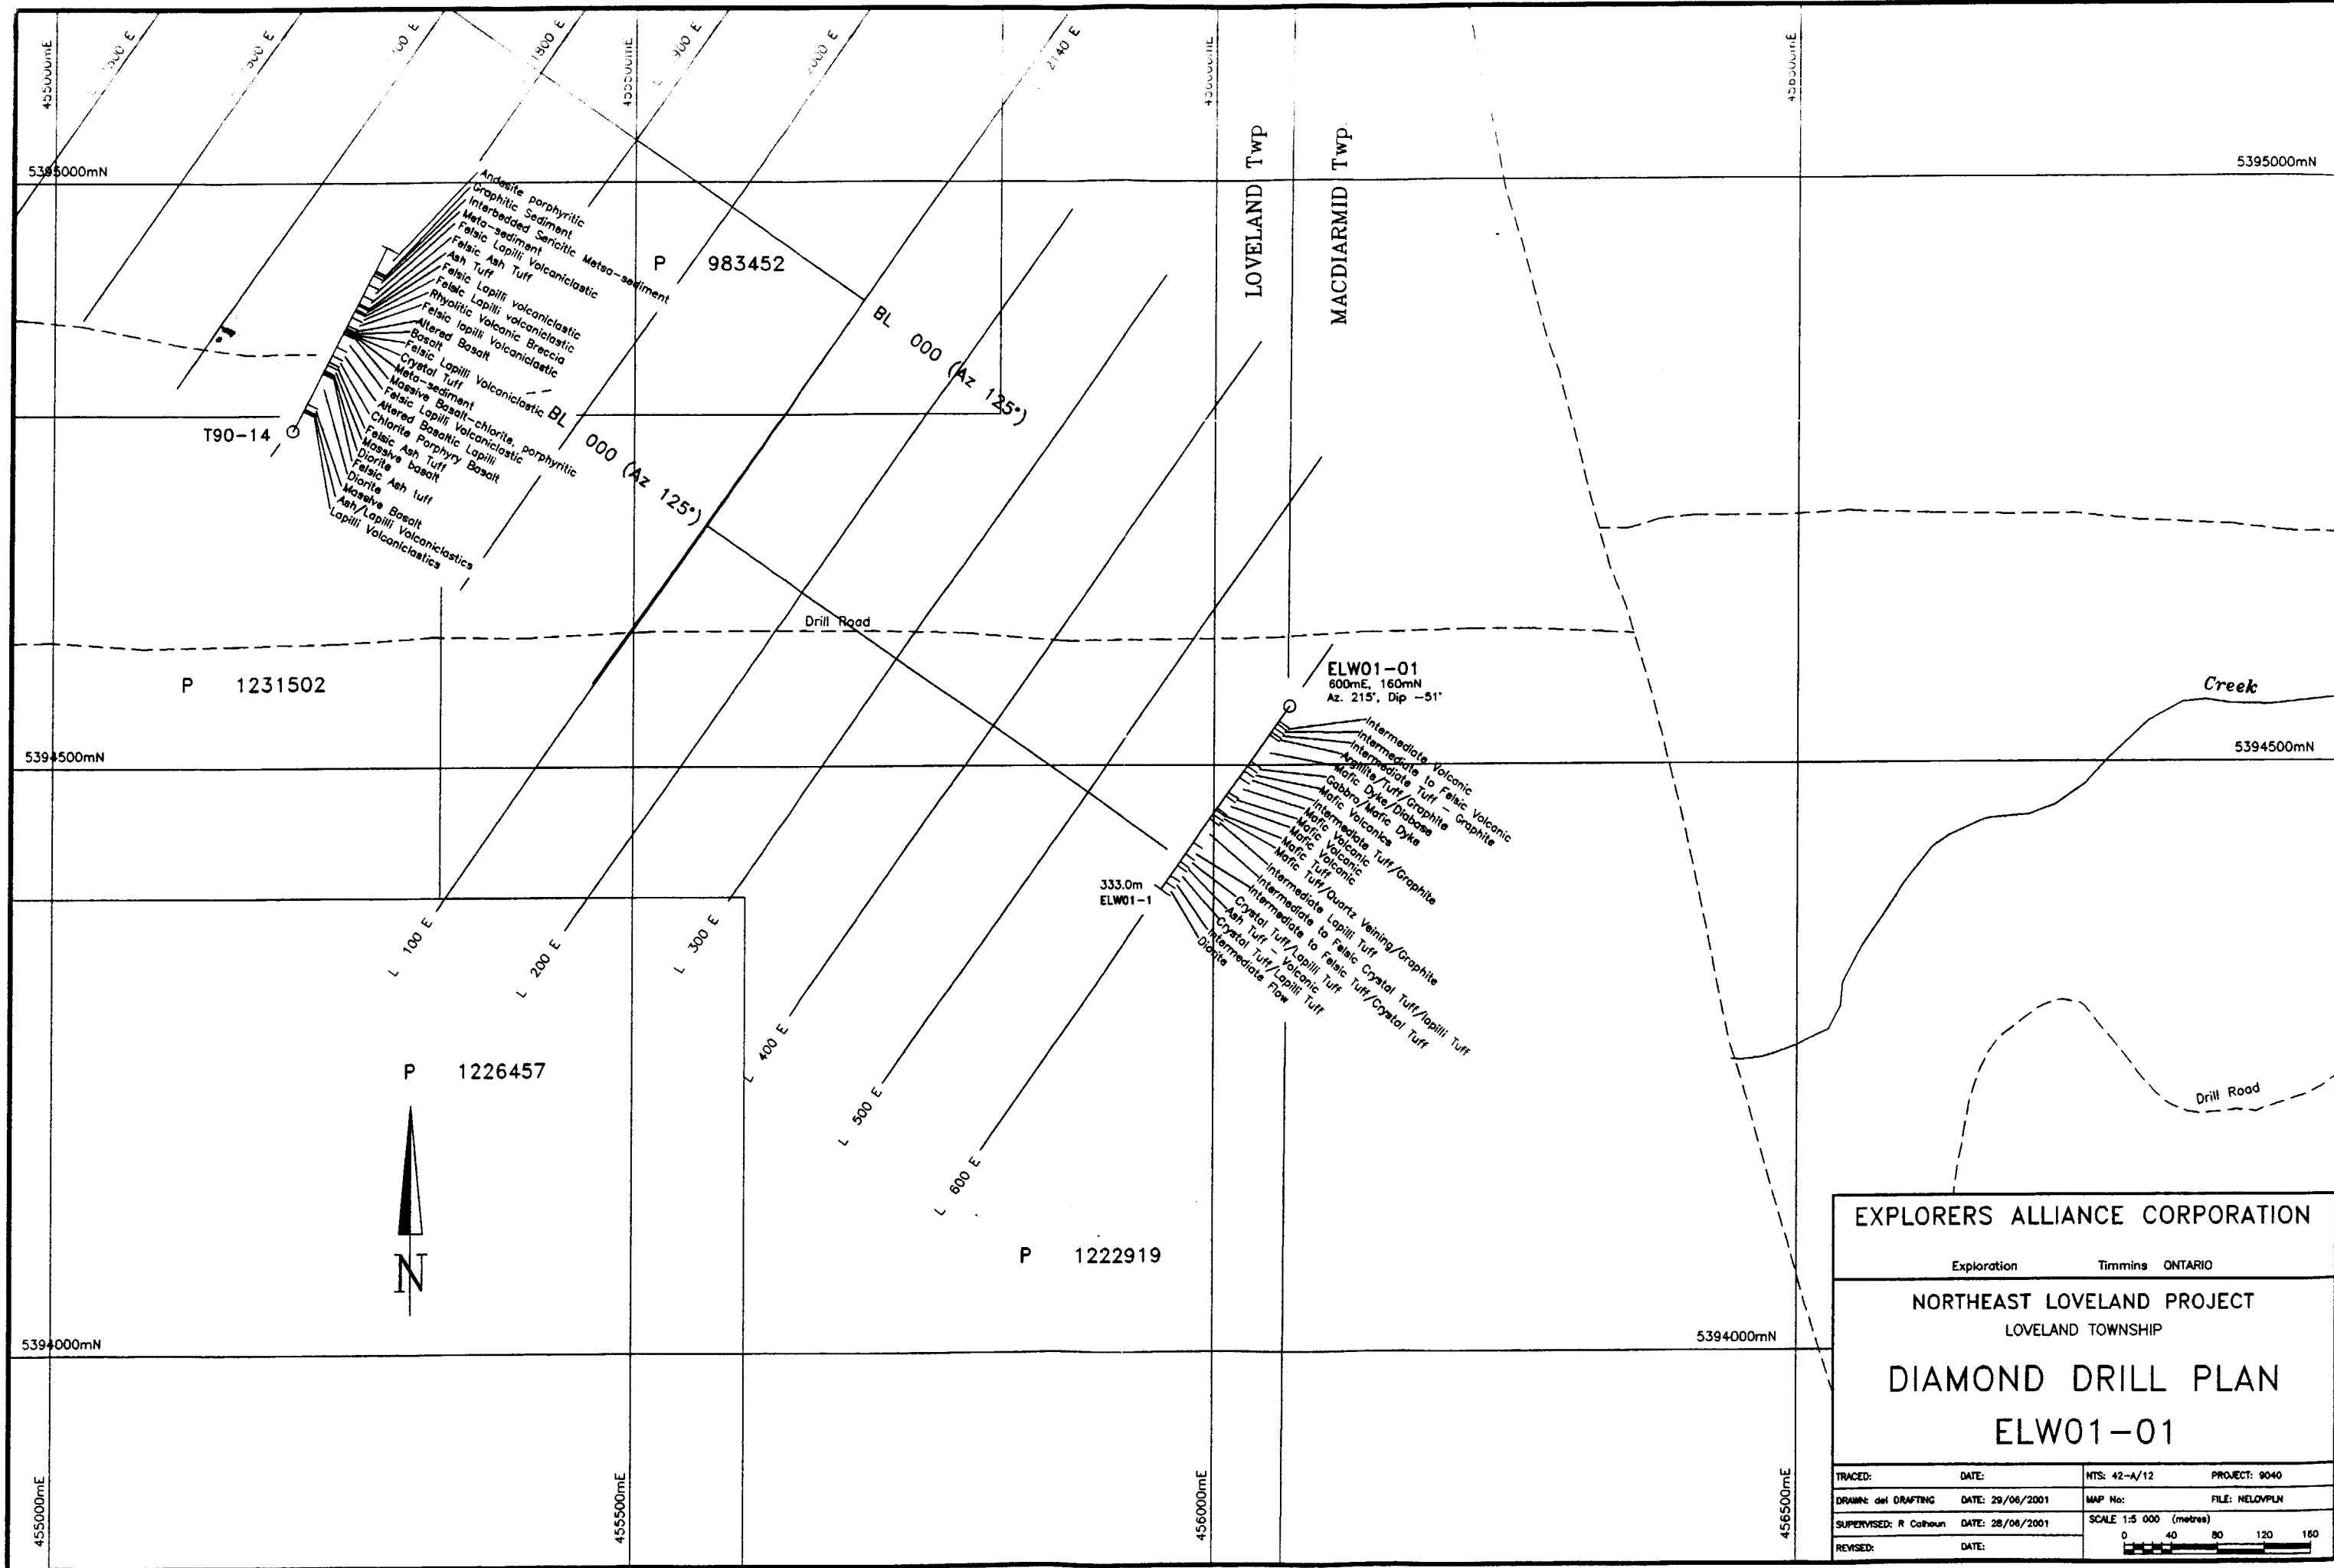 455000mE
455500mE
L 900 E
2000 E
2140 E
1800 E
5395000mN
5395000mN
LOVELAND Twp.
MACDIARMID Twp.
P 983452
Andesite porphyritic
Graphitic Sediment
Interbedded Sericitic Metsa-sediment
Meta-sediment
Felsic Lapilli Volcaniclastic
Felsic Ash Tuff
Ash Tuff
Felsic Lapilli volcaniclastic
Felsic Lapilli volcaniclastic
Rhyolitic Volcanic Breccia
Felsic lapilli Volcaniclastic
Altered Basalt
Basalt
Felsic Lapilli Volcaniclastic
Crystal Tuff
Meta-sediment
Massive Basalt-chlorite, porphyritic
Felsic Lapilli Volcaniclastic
Altered Basaltic Lapilli
Chlorite Porphyry Basalt
Felsic Ash Tuff
Massive basalt
Diorite
Felsic Ash tuff
Diorite
Massive Basalt
Ash/Lapilli Volcaniclastics
Lapilli Volcaniclastics
T90-14
BL 000 (Az 125°)
BL 000 (Az 125°)
Drill Road
P 1231502
ELW01-01
600mE, 160mN
Az. 215°, Dip -51°
Creek
5394500mN
5394500mN
Intermediate Volcanic
Intermediate to Felsic Volcanic
Intermediate Tuff - Graphite
Argillite/Tuff/Graphite
Mafic Dyke/Diabase
Gabbro/Mafic Dyke
Mafic Volcanics
Intermediate Tuff/Graphite
Mafic Volcanic
Mafic Volcanic
Mafic Volcanic
Mafic Tuff
Mafic Tuff/Quartz Veining/Graphite
Intermediate Lapilli Tuff
Intermediate to Felsic Crystal Tuff/lapilli Tuff
Intermediate to Felsic Tuff/Crystal Tuff
Crystal Tuff/Lapilli Tuff
Ash Tuff - Volcanic
Crystal Tuff/Lapilli Tuff
Intermediate Flow
Diorite
333.0m
ELW01-1
L 100 E
L 200 E
L 300 E
L 400 E
L 500 E
L 600 E
P 1226457
Drill Road
N
P 1222919
5394000mN
5394000mN
455000mE
455500mE
456000mE
456500mE
EXPLORERS ALLIANCE CORPORATION
Exploration Timmins ONTARIO
NORTHEAST LOVELAND PROJECT
LOVELAND TOWNSHIP
DIAMOND DRILL PLAN
ELW01-01
TRACED: DATE: NTS: 42-A/12 PROJECT: 9040
DRAWN: del DRAFTING DATE: 29/06/2001 MAP No: FILE: NELOVPLN
SUPERVISED: R Calhoun DATE: 28/06/2001 SCALE 1:5 000 (metres)
0 40 80 120 160
REVISED: DATE: